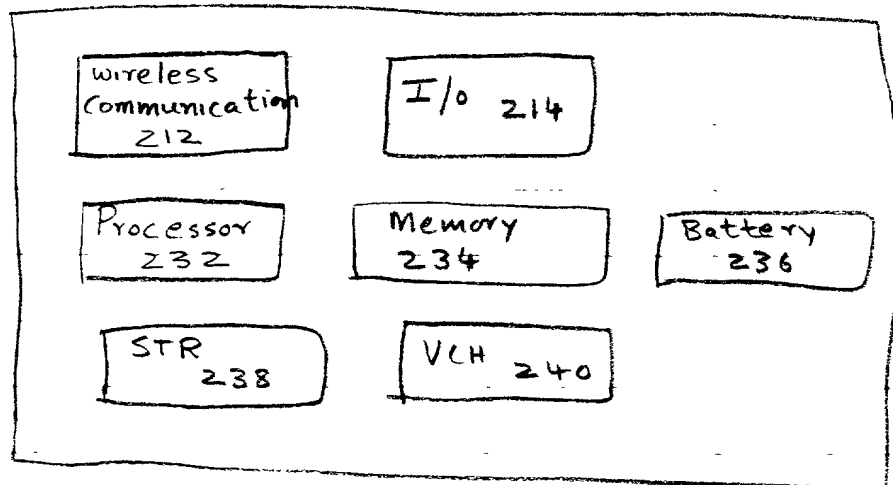 wireless
Communication
212
I/O 214
Processor
232
Memory
234
Battery
236
STR
238
VCH 240